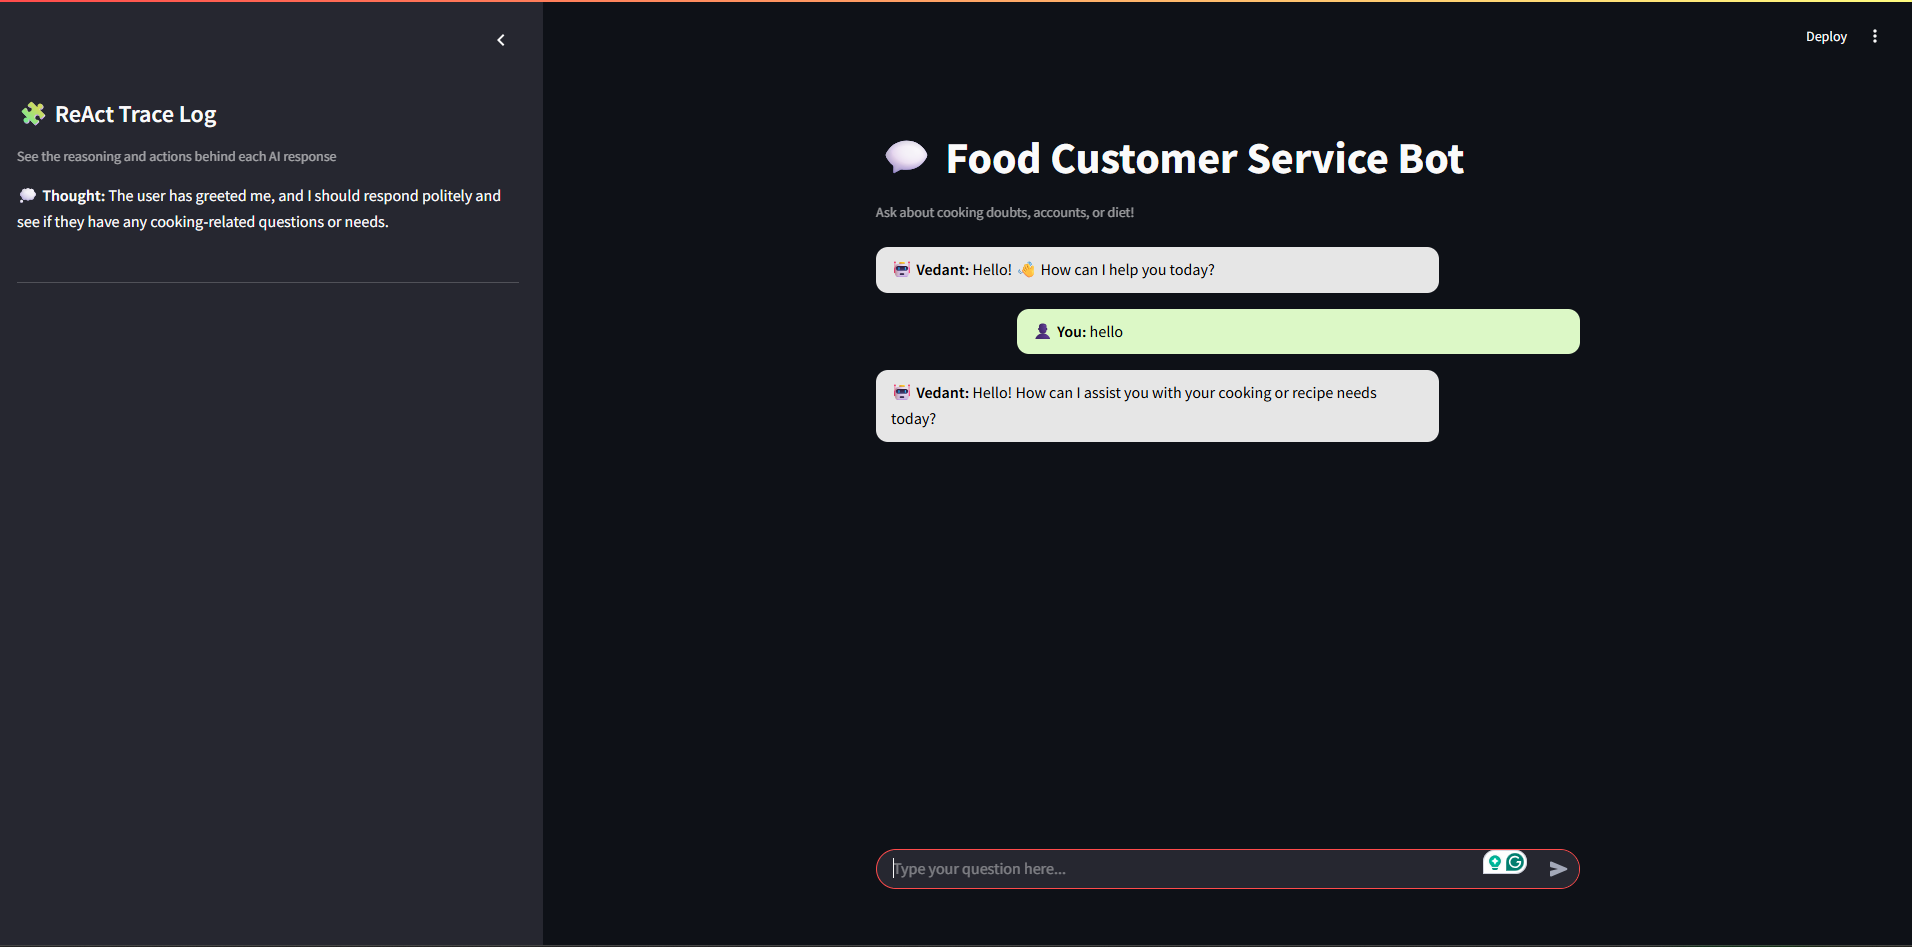 Deploy
ReAct Trace Log
See the reasoning and actions behind each AI response
Thought: The user has greeted me, and I should respond politely and
see if they have any cooking-related questions or needs.
Food Customer Service Bot
Ask about cooking doubts, accounts, or diet!
Vedant: Hello! 👋 How can I help you today?
You: hello
Vedant: Hello! How can I assist you with your cooking or recipe needs
today?
Type your question here...